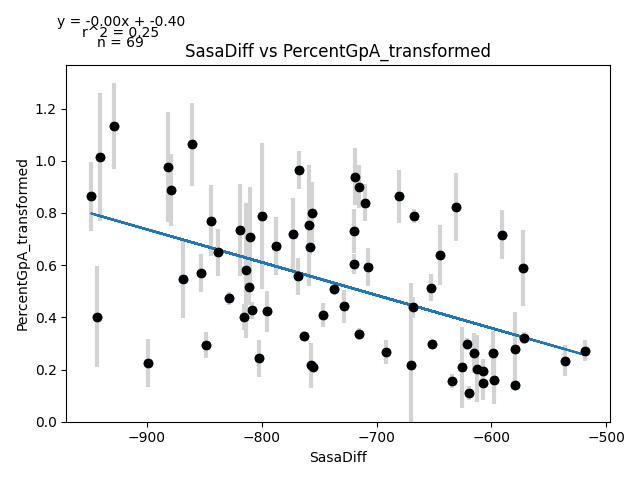 y = -0.00x + -0.40
r^2 = 0.25
n = 69
SasaDiff vs PercentGpA_transformed
PercentGpA_transformed
1.2
1.0
0.8
0.6
0.4
0.2
0.0
−900 −800 −700 −600 −500
SasaDiff